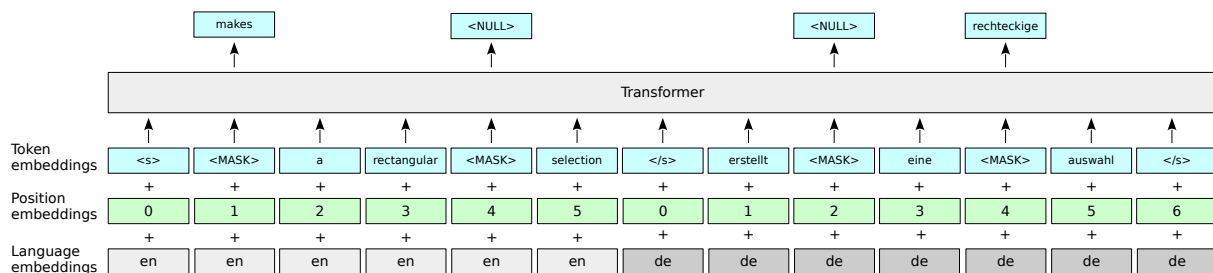 makes <NULL> <NULL> rechteckige
Transformer
Token embeddings <s> <MASK> a rectangular <MASK> selection </s> erstellt <MASK> eine <MASK> auswahl </s>
+ + + + + + + + + + + + +
Position embeddings 0 1 2 3 4 5 0 1 2 3 4 5 6
+ + + + + + + + + + + + +
Language embeddings en en en en en en de de de de de de de